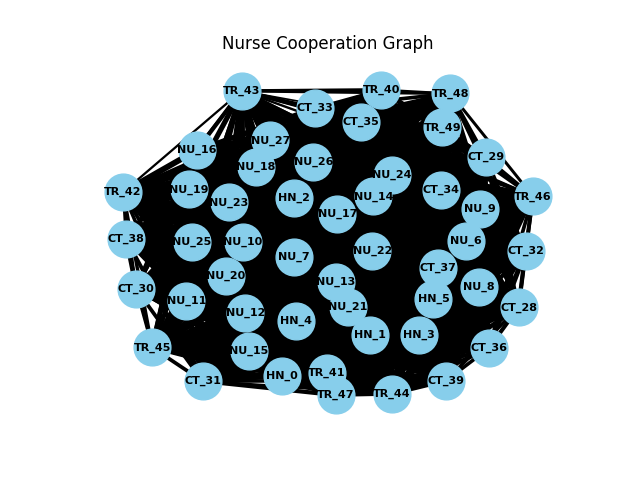 Nurse Cooperation Graph
TR_43
TR_40
TR_48
CT_33
CT_35
TR_49
NU_27
NU_16
CT_29
NU_26
NU_18
NU_24
NU_19
CT_34
TR_42
TR_46
NU_14
HN_2
NU_23
NU_9
NU_17
CT_38
NU_25
NU_10
NU_6
NU_22
CT_32
NU_7
CT_37
NU_20
NU_13
NU_8
CT_30
HN_5
NU_11
NU_21
CT_28
NU_12
HN_4
HN_1
HN_3
TR_45
CT_36
NU_15
TR_41
HN_0
CT_31
CT_39
TR_44
TR_47